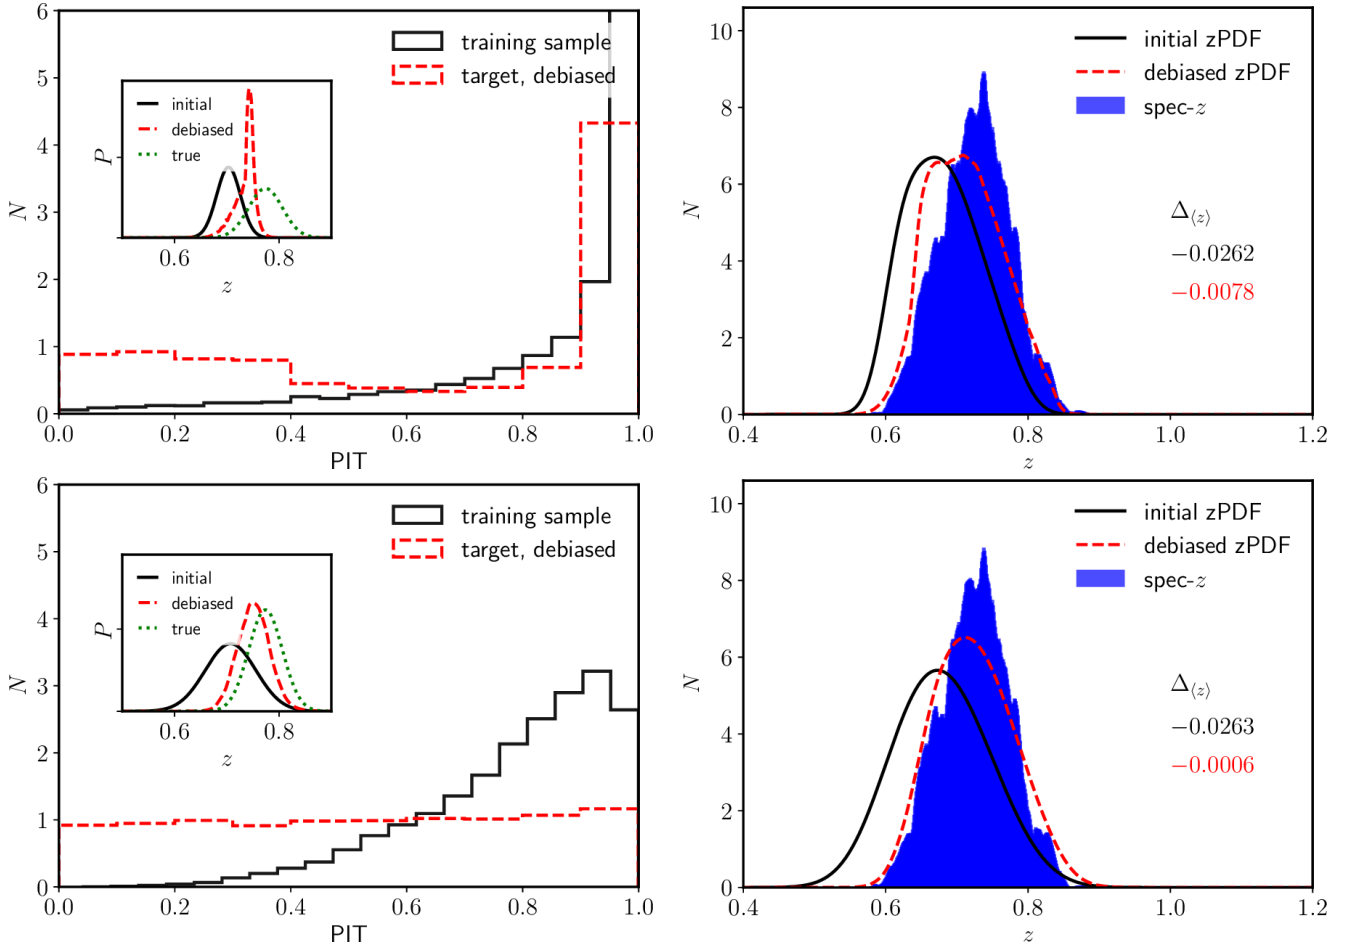 6
5
4
3
2
1
0
N
training sample
target, debiased
initial
debiased
true
P
0.6 0.8
z
0.0 0.2 0.4 0.6 0.8 1.0
PIT
10
8
6
4
2
0
N
initial zPDF
debiased zPDF
spec-z
Δ⟨z⟩
−0.0262
−0.0078
0.4 0.6 0.8 1.0 1.2
z
6
5
4
3
2
1
0
N
training sample
target, debiased
initial
debiased
true
P
0.6 0.8
z
0.0 0.2 0.4 0.6 0.8 1.0
PIT
10
8
6
4
2
0
N
initial zPDF
debiased zPDF
spec-z
Δ⟨z⟩
−0.0263
−0.0006
0.4 0.6 0.8 1.0 1.2
z